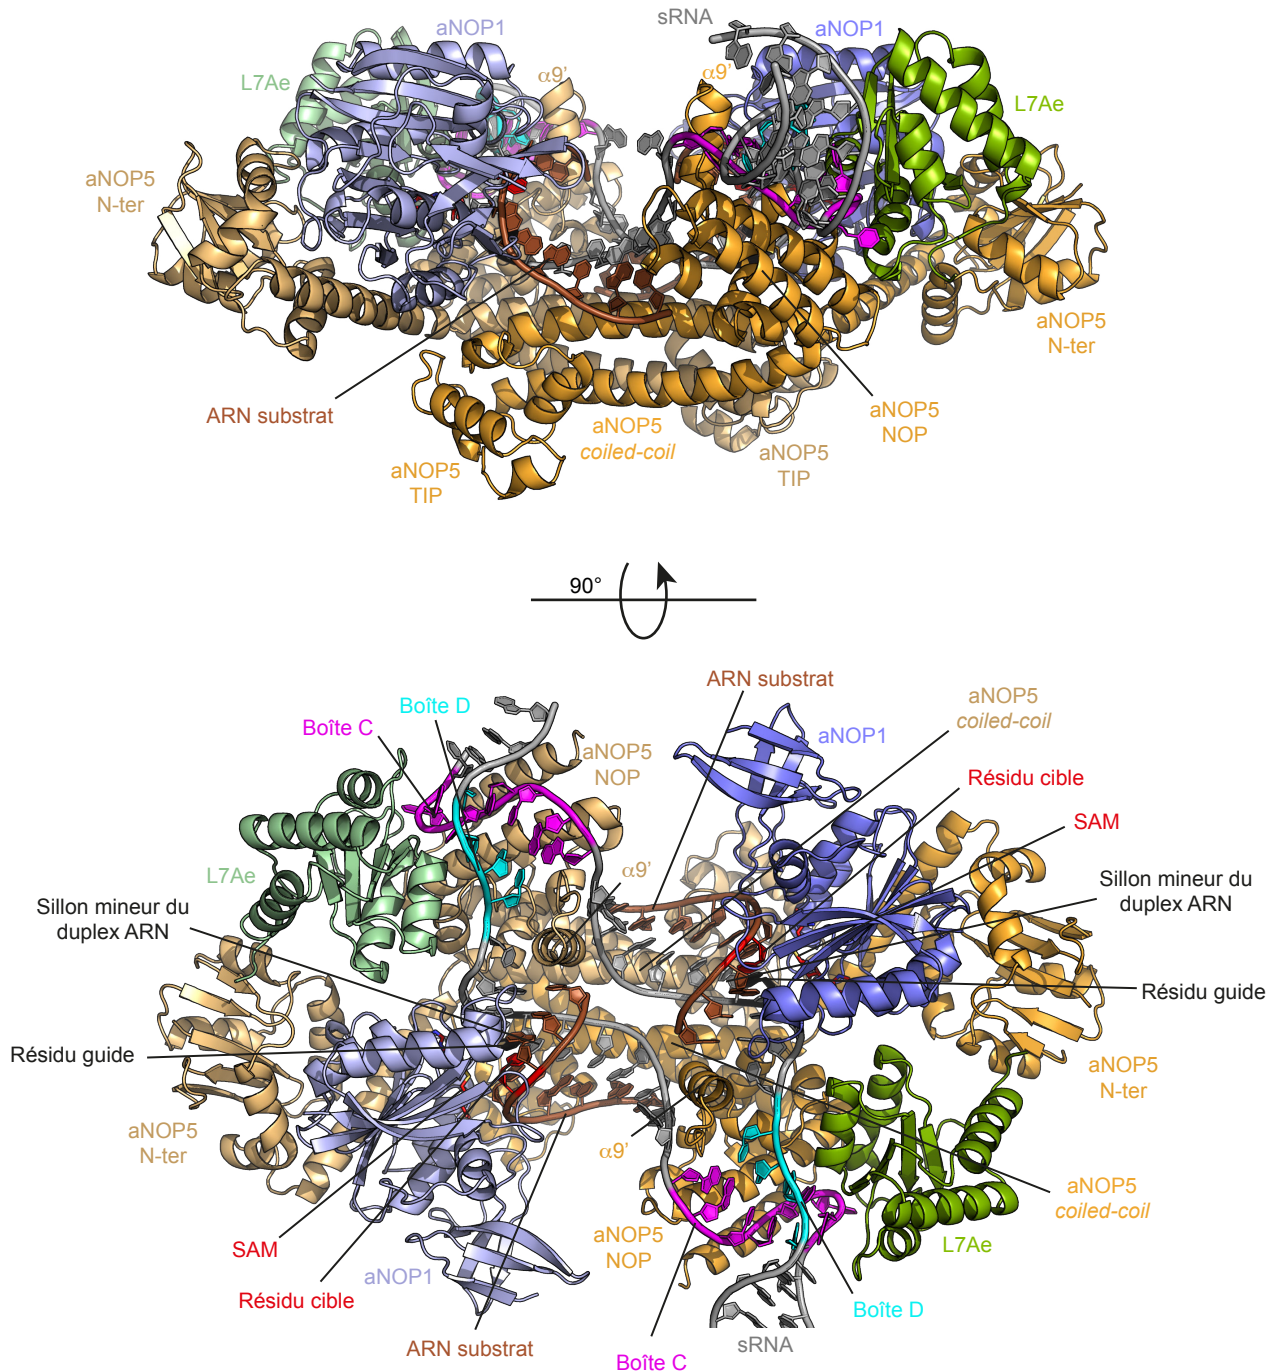 sRNA
aNOP1
aNOP1
L7Ae
α9'
α9'
L7Ae
aNOP5
N-ter
aNOP5
N-ter
ARN substrat
aNOP5
coiled-coil
aNOP5
NOP
aNOP5
TIP
aNOP5
TIP
90°
ARN substrat
aNOP5
coiled-coil
Boîte D
Boîte C
aNOP5
NOP
aNOP1
Résidu cible
SAM
L7Ae
α9'
Sillon mineur du
duplex ARN
Sillon mineur du
duplex ARN
Résidu guide
Résidu guide
aNOP5
N-ter
aNOP5
N-ter
α9'
aNOP5
coiled-coil
SAM
aNOP5
NOP
L7Ae
aNOP1
Résidu cible
Boîte D
ARN substrat
sRNA
Boîte C